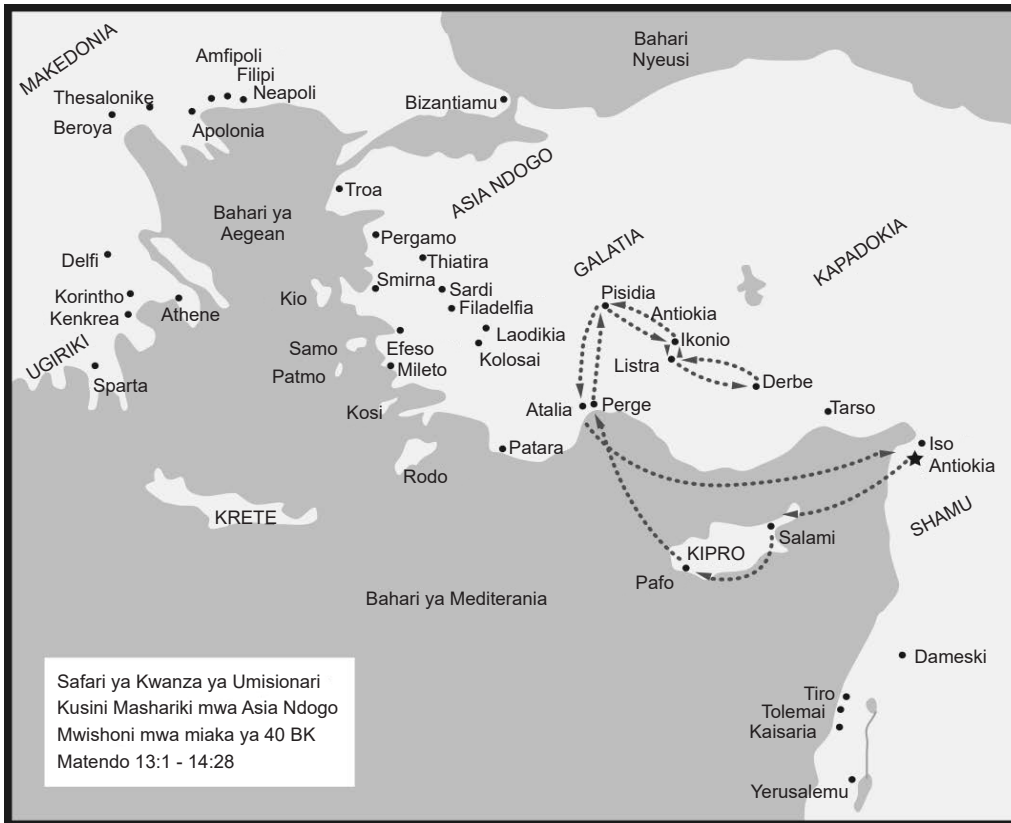 MAKEDONIA
Amfipoli
Filipi
Neapoli
Thesalonike
Beroya
Apolonia
Bizantiamu
Bahari
Nyeusi
Troa
ASIA NDOGO
Bahari ya
Aegean
Pergamo
Thiatira
Smirna
Sardi
Filadelfia
Kio
Laodikia
Kolosai
Efeso
Samo
Mileto
Patmo
Kosi
Delfi
Korintho
Kenkrea
Athene
UGIRIKI
Sparta
GALATIA
KAPADOKIA
Pisidia
Antiokia
Ikonio
Listra
Derbe
Atalia
Perge
Tarso
Patara
Rodo
Iso
Antiokia
KRETE
SHAMU
Salami
KIPRO
Pafo
Bahari ya Mediterania
Dameski
Tiro
Tolemai
Kaisaria
Yerusalemu
Safari ya Kwanza ya Umisionari
Kusini Mashariki mwa Asia Ndogo
Mwishoni mwa miaka ya 40 BK
Matendo 13:1 - 14:28